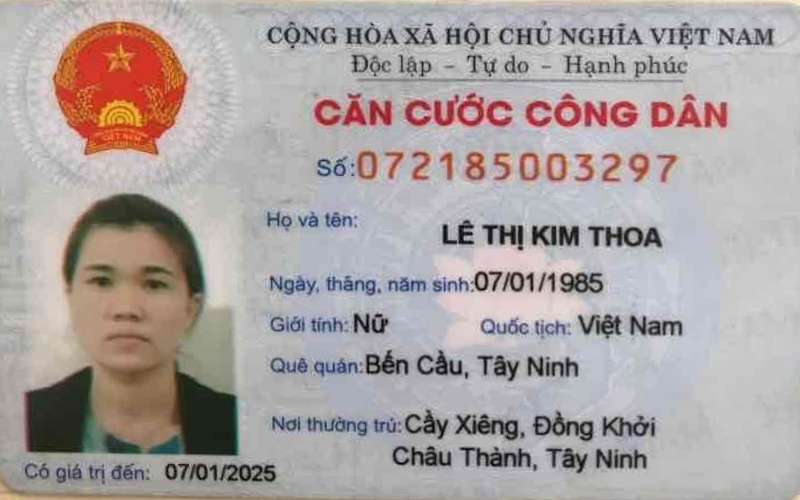 CỘNG HÒA XÃ HỘI CHỦ NGHĨA VIỆT NAM
Độc lập - Tự do - Hạnh phúc
CĂN CƯỚC CÔNG DÂN
Số: 072185003297
Họ và tên:
LÊ THỊ KIM THOA
Ngày, tháng, năm sinh: 07/01/1985
Giới tính: Nữ Quốc tịch: Việt Nam
Quê quán: Bến Cầu, Tây Ninh
Nơi thường trú: Cầy Xiêng, Đồng Khởi
Châu Thành, Tây Ninh
Có giá trị đến: 07/01/2025
VIỆT NAM